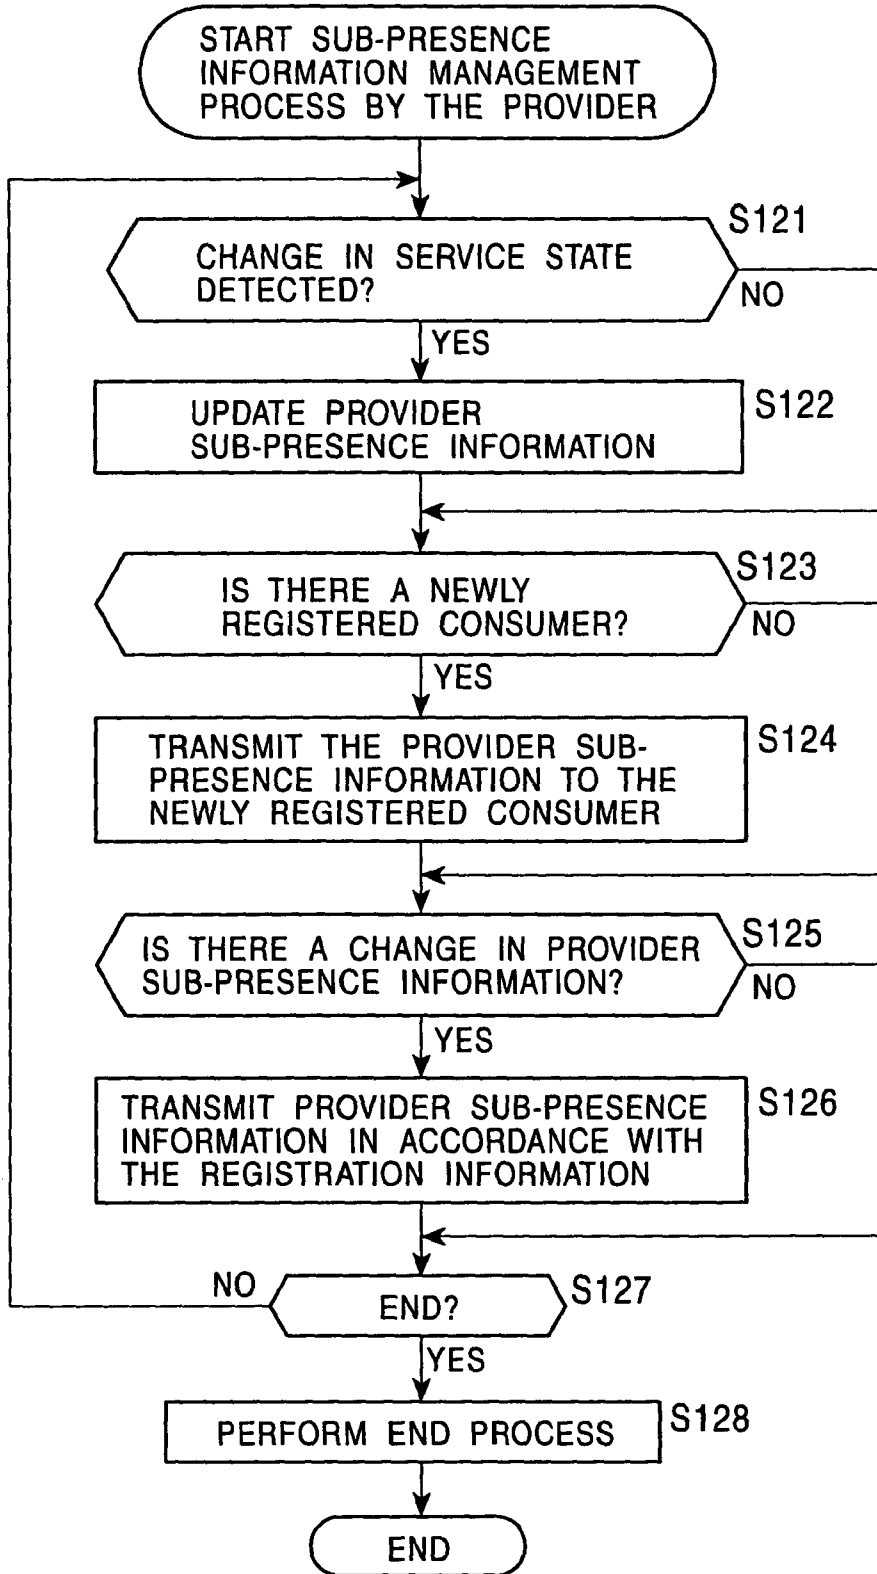 START SUB-PRESENCE
INFORMATION MANAGEMENT
PROCESS BY THE PROVIDER
S121
CHANGE IN SERVICE STATE
DETECTED?
NO
YES
S122
UPDATE PROVIDER
SUB-PRESENCE INFORMATION
S123
IS THERE A NEWLY
REGISTERED CONSUMER?
NO
YES
S124
TRANSMIT THE PROVIDER SUB-
PRESENCE INFORMATION TO THE
NEWLY REGISTERED CONSUMER
S125
IS THERE A CHANGE IN PROVIDER
SUB-PRESENCE INFORMATION?
NO
YES
S126
TRANSMIT PROVIDER SUB-PRESENCE
INFORMATION IN ACCORDANCE WITH
THE REGISTRATION INFORMATION
NO
S127
END?
YES
S128
PERFORM END PROCESS
END